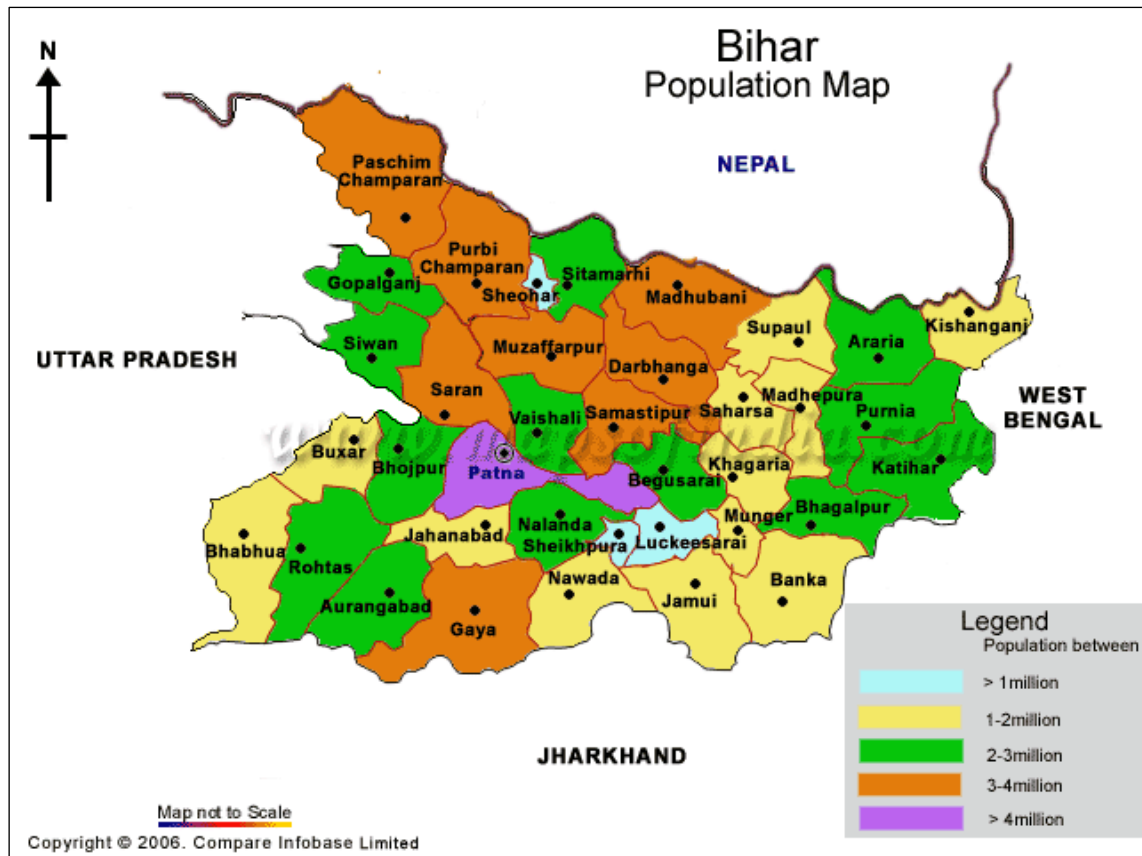 Bihar
Population Map
N
NEPAL
Paschim
Champaran
Purbi
Champaran
Sheohar
Sitamarhi
Gopalganj
Madhubani
Siwan
Muzaffarpur
Darbhanga
Supaul
Araria
Kishanganj
UTTAR PRADESH
Saran
Vaishali
Samastipur
Saharsa
Madhepura
Purnia
WEST
BENGAL
www.mapsofindia.com
Buxar
Bhojpur
Patna
Begusarai
Khagaria
Katihar
Bhabhua
Rohtas
Jahanabad
Nalanda
Sheikhpura
Luckeesarai
Munger
Bhagalpur
Aurangabad
Gaya
Nawada
Jamui
Banka
JHARKHAND
Legend
Population between
> 1million
1-2million
2-3million
3-4million
> 4million
Map not to Scale
Copyright © 2006. Compare Infobase Limited